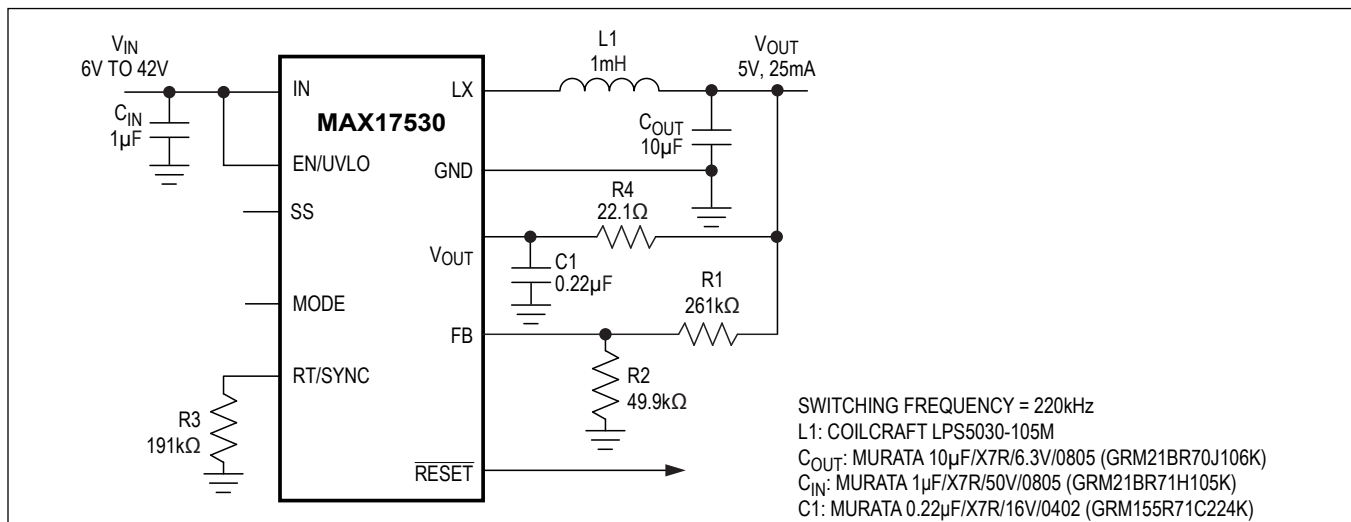 VIN
6V TO 42V
CIN
1µF
IN
EN/UVLO
SS
MODE
RT/SYNC
R3
191kΩ
MAX17530
LX
GND
VOUT
FB
RESET
L1
1mH
VOUT
5V, 25mA
COUT
10µF
R4
22.1Ω
C1
0.22µF
R1
261kΩ
R2
49.9kΩ
SWITCHING FREQUENCY = 220kHz
L1: COILCRAFT LPS5030-105M
COUT: MURATA 10µF/X7R/6.3V/0805 (GRM21BR70J106K)
CIN: MURATA 1µF/X7R/50V/0805 (GRM21BR71H105K)
C1: MURATA 0.22µF/X7R/16V/0402 (GRM155R71C224K)